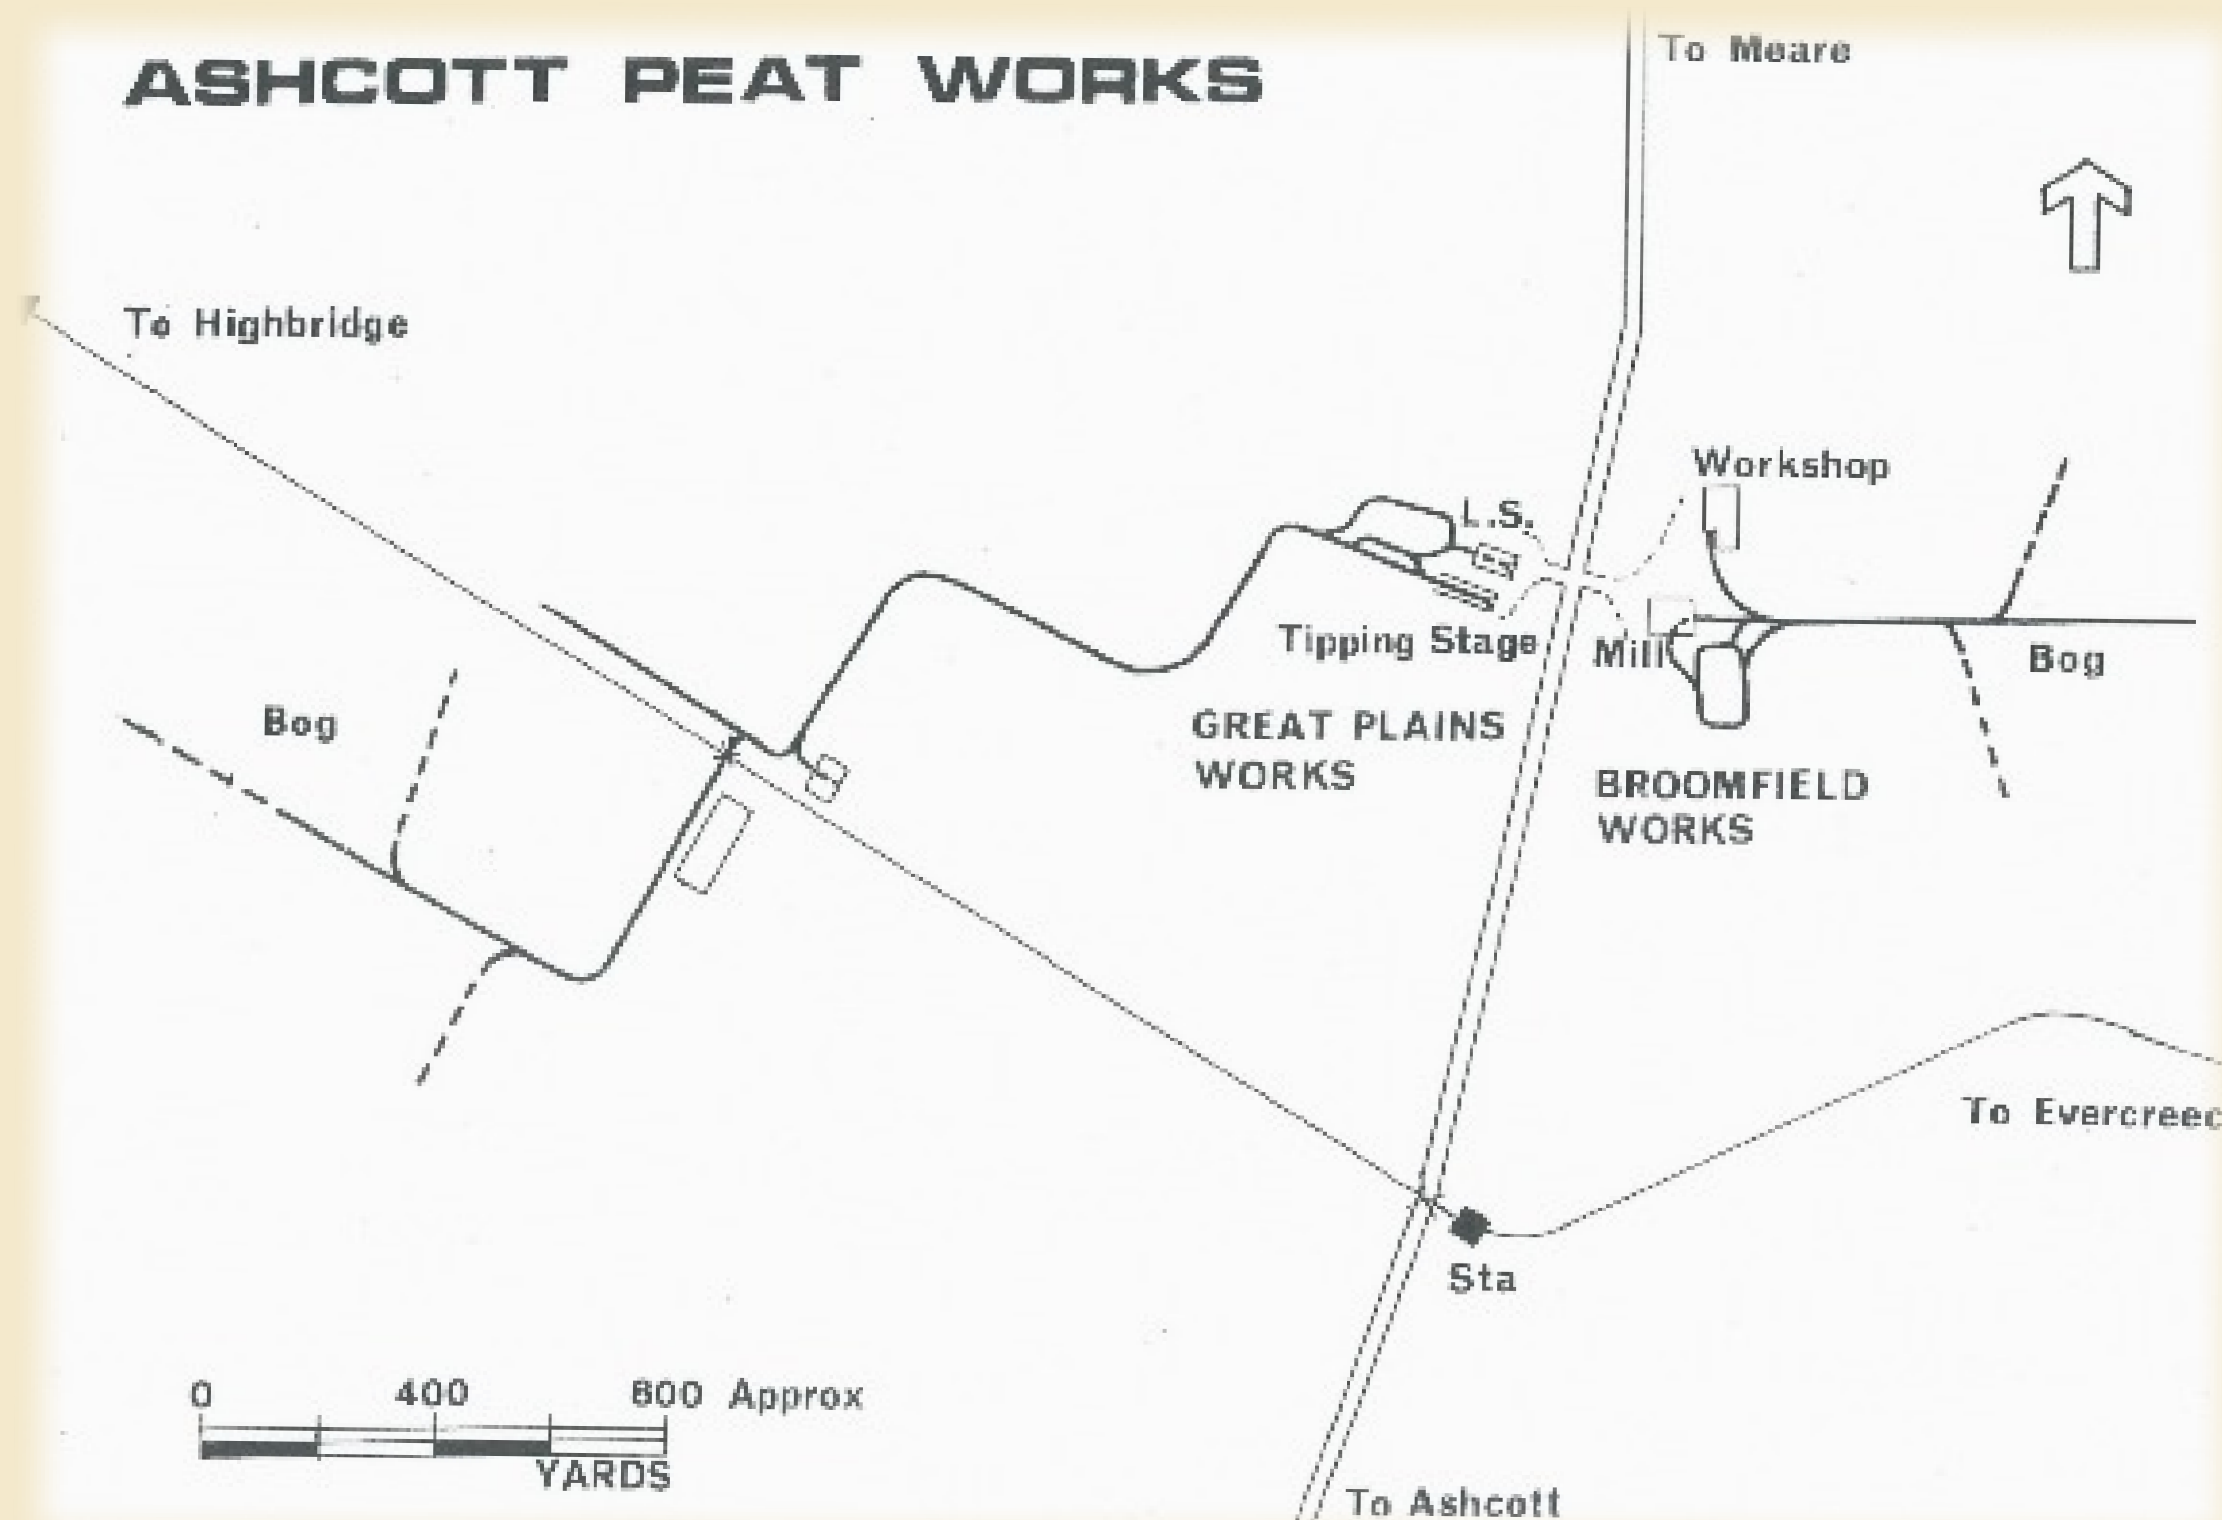 ASHCOTT PEAT WORKS
To Meare
To Highbridge
Workshop
L.S.
Tipping Stage
Mill
Bog
Bog
GREAT PLAINS
WORKS
BROOMFIELD
WORKS
To Evercreec
Sta
0 400 800 Approx
YARDS
To Ashcott